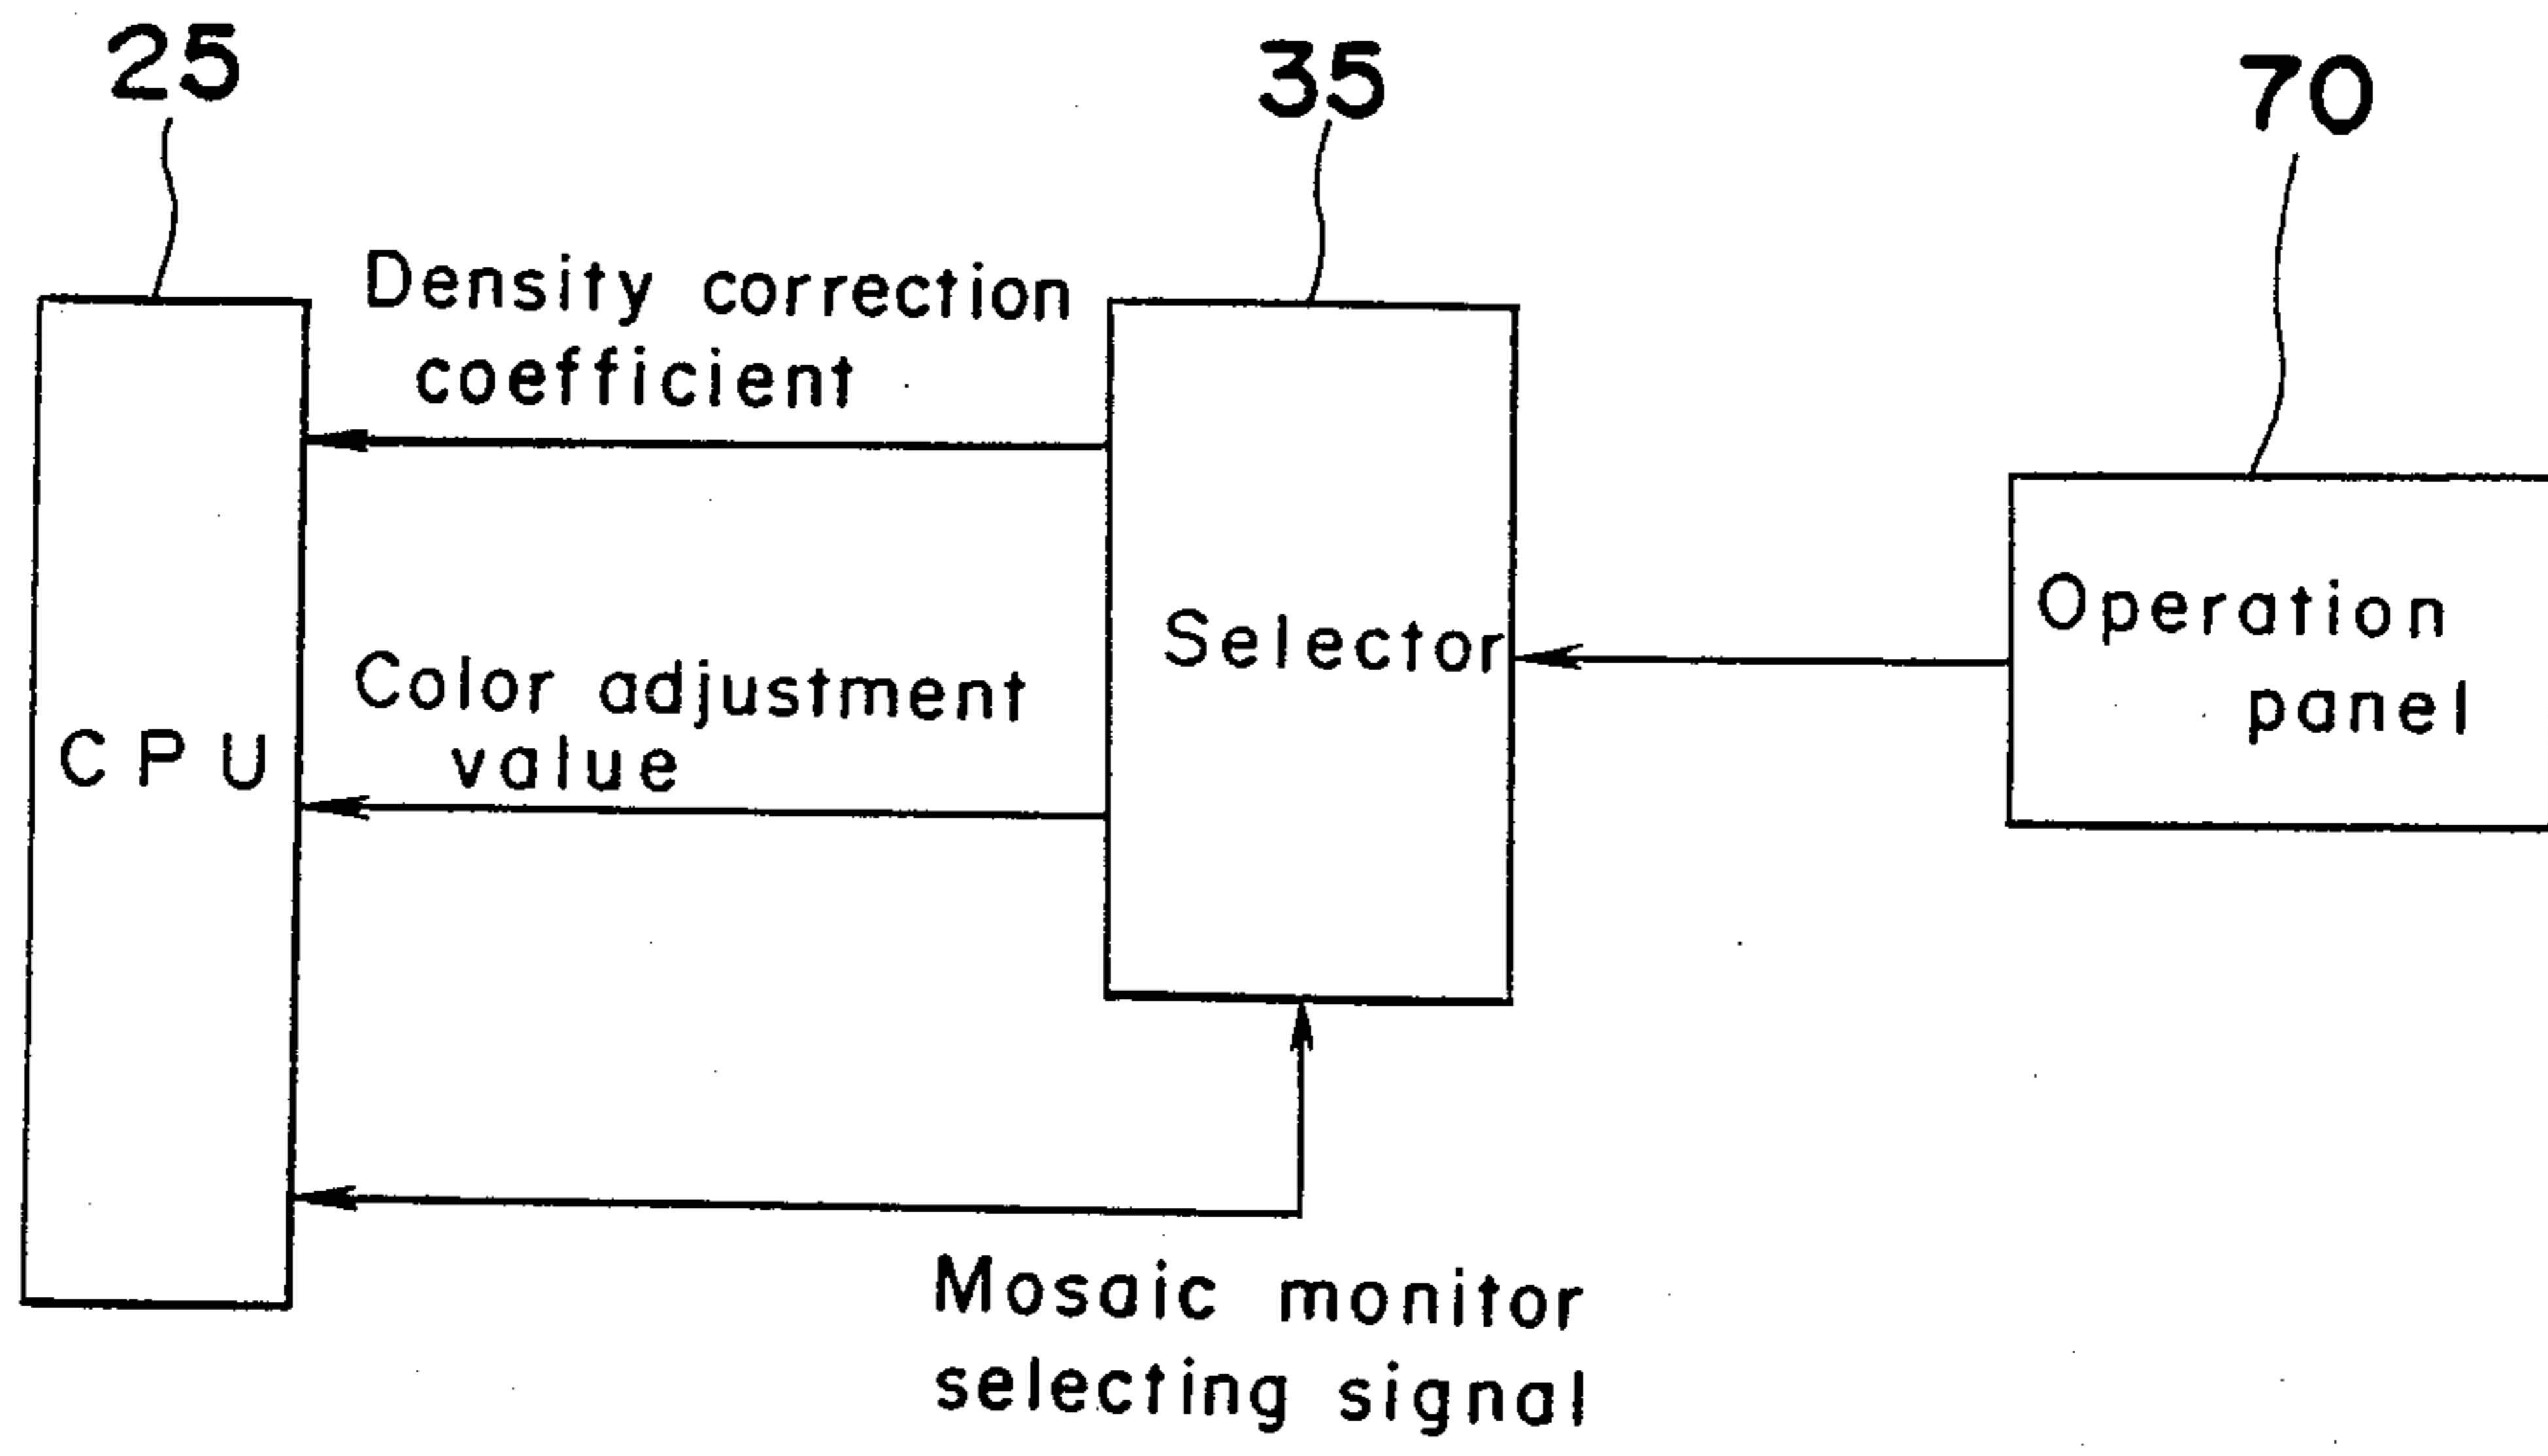 25
35
70
Density correction
coefficient
Color adjustment
value
CPU
Selector
Operation
panel
Mosaic monitor
selecting signal